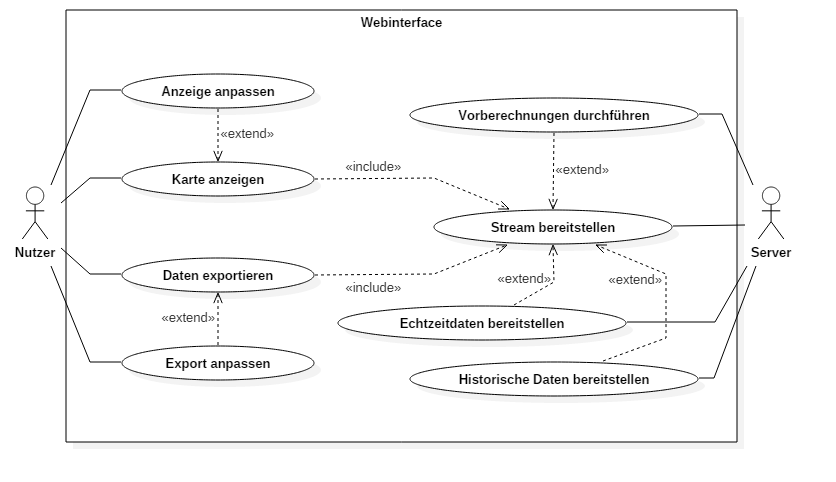 Webinterface
Anzeige anpassen
«extend»
Karte anzeigen
«include»
Daten exportieren
«include»
«extend»
Export anpassen
Nutzer
Vorberechnungen durchführen
«extend»
Stream bereitstellen
«extend»
«extend»
Echtzeitdaten bereitstellen
Historische Daten bereitstellen
Server